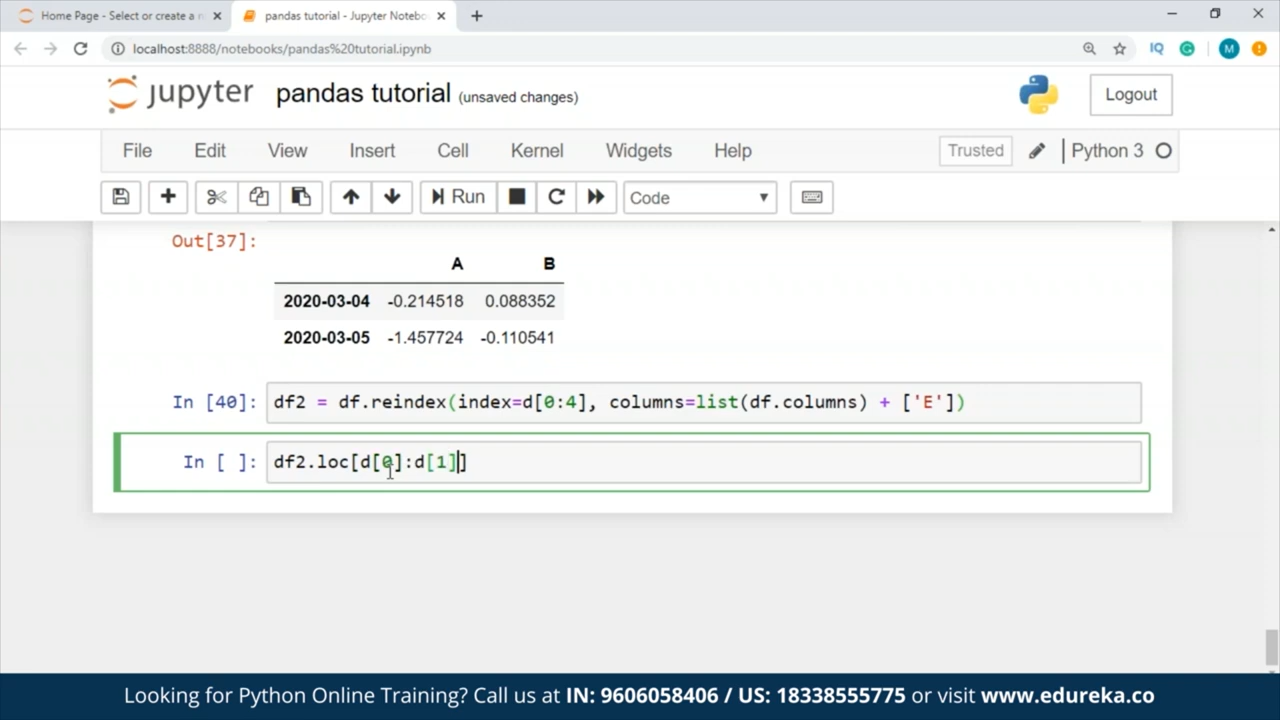 Home Page - Select or create a n
pandas tutorial - Jupyter Notebo
localhost:8888/notebooks/pandas%20tutorial.ipynb
IQ
G
M
jupyter pandas tutorial (unsaved changes)
Logout
File Edit View Insert Cell Kernel Widgets Help
Trusted
Python 3
Run
Code
Out[37]:
A B
2020-03-04 -0.214518 0.088352
2020-03-05 -1.457724 -0.110541
In [40]: df2 = df.reindex(index=d[0:4], columns=list(df.columns) + ['E'])
In [ ]: df2.loc[d[0]:d[1]]
Looking for Python Online Training? Call us at IN: 9606058406 / US: 18338555775 or visit www.edureka.co